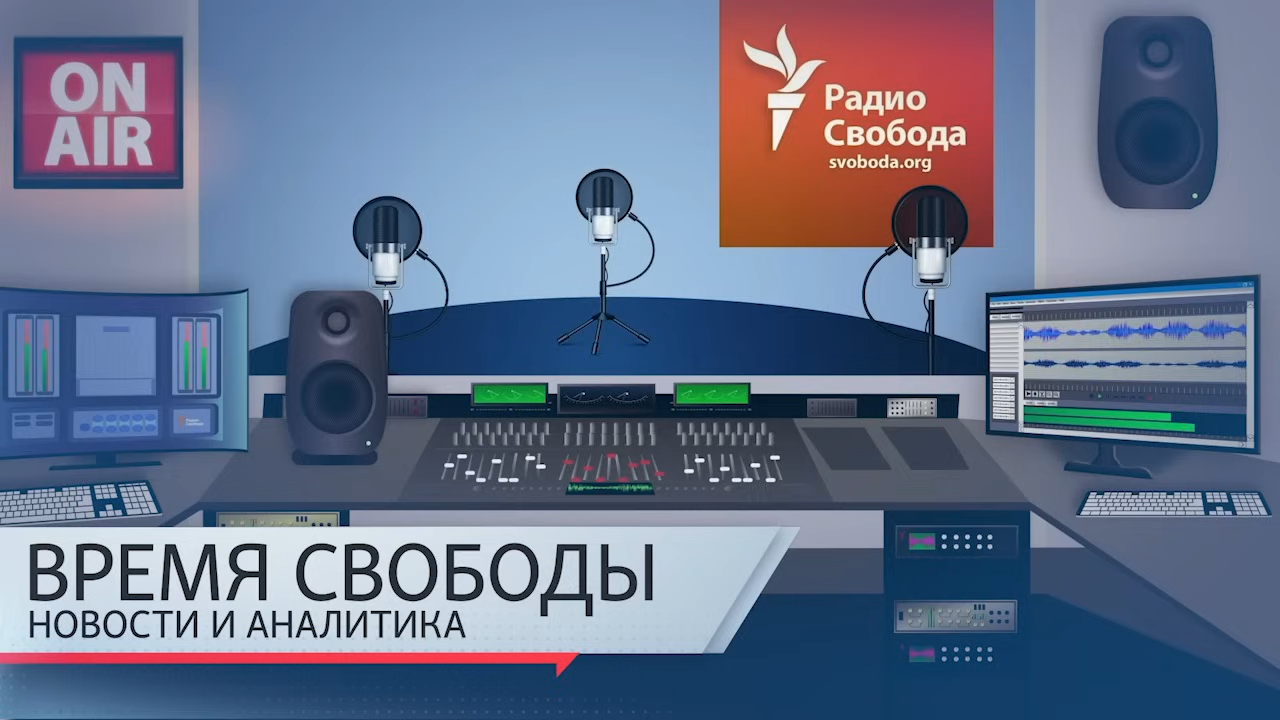 ON
AIR
Радио
Свобода
svoboda.org
ВРЕМЯ СВОБОДЫ
НОВОСТИ И АНАЛИТИКА